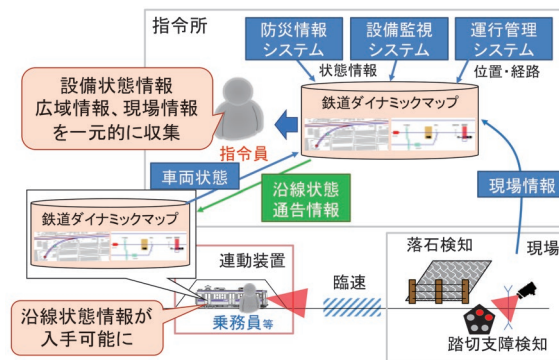 指令所
防災情報
システム
設備監視
システム
運行管理
システム
状態情報
位置・経路
設備状態情報
広域情報、現場情報
を一元的に収集
鉄道ダイナミックマップ
指令員
車両状態
沿線状態
通告情報
現場情報
鉄道ダイナミックマップ
連動装置
臨速
落石検知
現場
沿線状態情報が
入手可能に
乗務員等
踏切支障検知